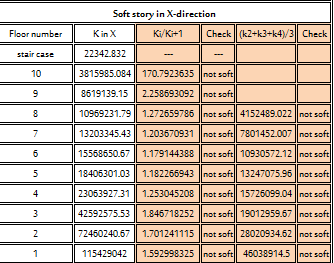 Soft story in X-direction
Floor number K in X Ki/Ki+1 Check (k2+k3+k4)/3 Check
stair case 22342.832 --- ---
10 3815985.084 170.7923635 not soft
9 8619139.15 2.258693092 not soft
8 10969231.79 1.272659786 not soft 4152489.022 not soft
7 13203345.43 1.203670931 not soft 7801452.007 not soft
6 15568650.67 1.179144388 not soft 10930572.12 not soft
5 18406301.03 1.182266943 not soft 13247075.96 not soft
4 23063927.31 1.253045208 not soft 15726099.04 not soft
3 42592575.53 1.846718252 not soft 19012959.67 not soft
2 72460240.67 1.701241115 not soft 28020934.62 not soft
1 115429042 1.592998325 not soft 46038914.5 not soft